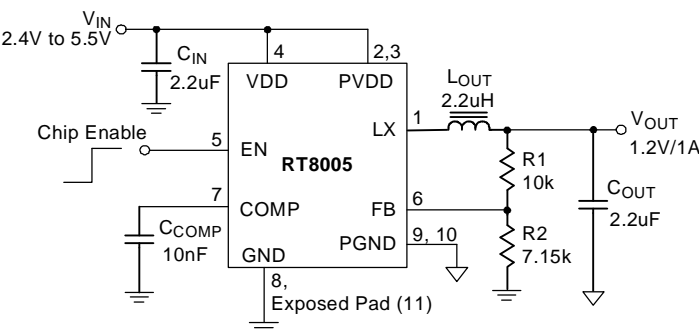 VIN
2.4V to 5.5V
CIN
2.2uF
4
2,3
VDD
PVDD
LOUT
2.2uH
1
LX
VOUT
1.2V/1A
Chip Enable
5
EN
RT8005
R1
10k
COUT
2.2uF
7
COMP
FB
6
CCOMP
10nF
PGND
9, 10
R2
7.15k
GND
8,
Exposed Pad (11)